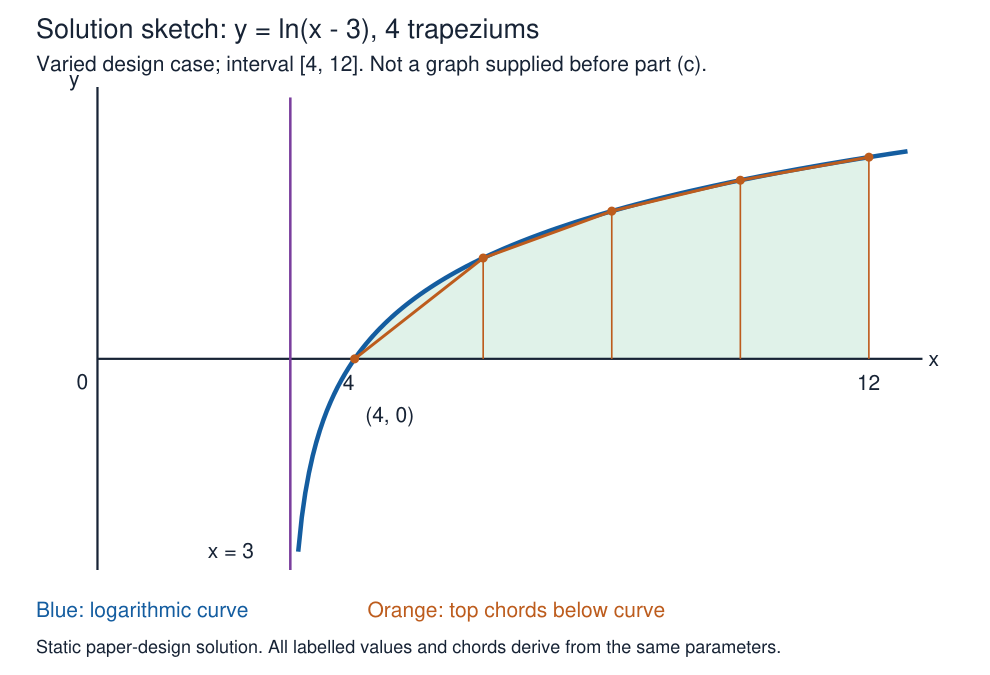 Solution sketch: y = ln(x - 3), 4 trapeziums
Varied design case; interval [4, 12]. Not a graph supplied before part (c).
y
x
0
4
12
(4, 0)
x = 3
Blue: logarithmic curve
Orange: top chords below curve
Static paper-design solution. All labelled values and chords derive from the same parameters.